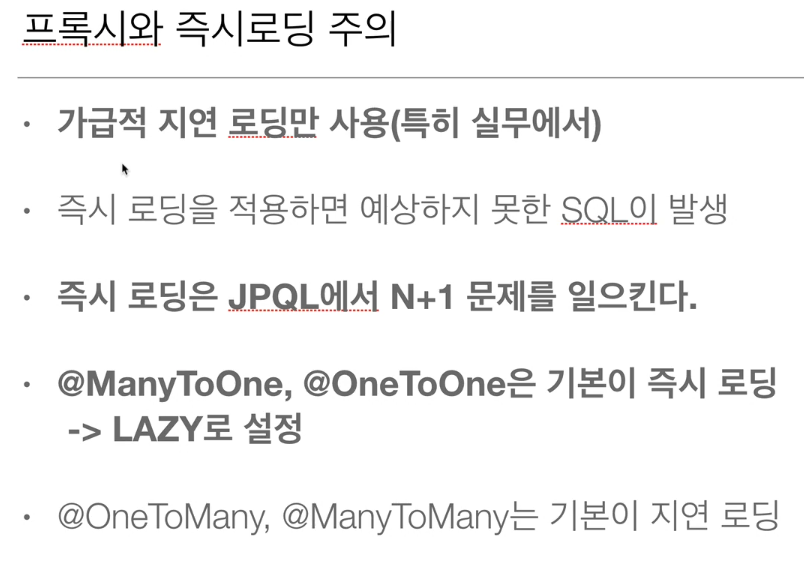 프록시와 즉시로딩 주의
• 가급적 지연 로딩만 사용(특히 실무에서)
• 즉시 로딩을 적용하면 예상하지 못한 SQL이 발생
• 즉시 로딩은 JPQL에서 N+1 문제를 일으킨다.
• @ManyToOne, @OneToOne은 기본이 즉시 로딩
-> LAZY로 설정
• @OneToMany, @ManyToMany는 기본이 지연 로딩